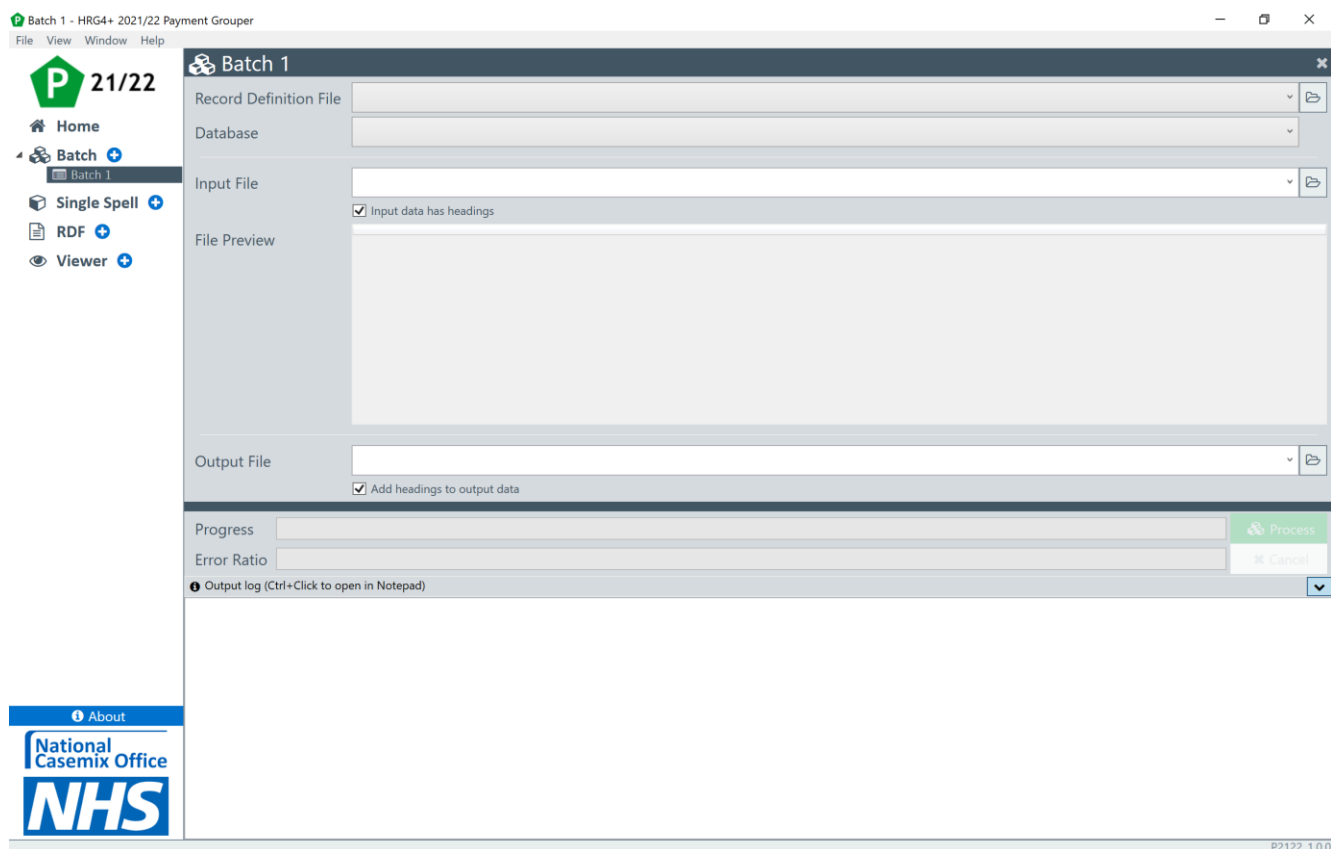 Batch 1 - HRG4+ 2021/22 Payment Grouper
File View Window Help
P 21/22
Home
Batch
Batch 1
Single Spell
RDF
Viewer
About
National
Casemix Office
NHS
Batch 1
Record Definition File
Database
Input File
Input data has headings
File Preview
Output File
Add headings to output data
Progress
Process
Error Ratio
Cancel
Output log (Ctrl+Click to open in Notepad)
P2122_1.0.0